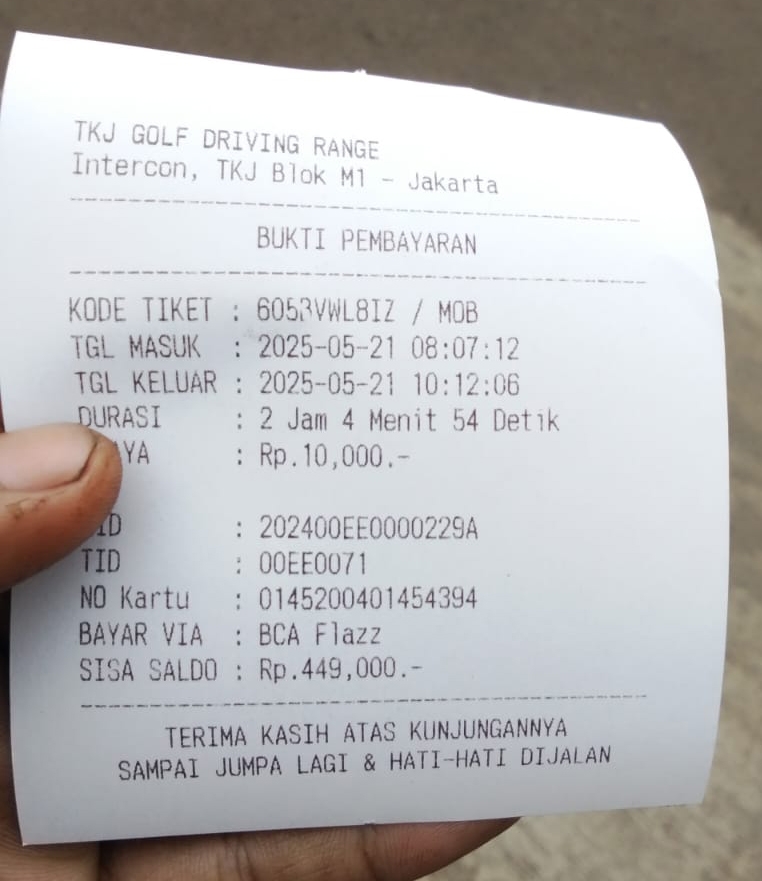 TKJ GOLF DRIVING RANGE
Intercon, TKJ Blok M1 - Jakarta
BUKTI PEMBAYARAN
KODE TIKET : 605BVWL8IZ / MOB
TGL MASUK : 2025-05-21 08:07:12
TGL KELUAR : 2025-05-21 10:12:06
DURASI : 2 Jam 4 Menit 54 Detik
: Rp.10,000.-
: 202400EE0000229A
TID : 00EE0071
NO Kartu : 0145200401454394
BAYAR VIA : BCA Flazz
SISA SALDO : Rp.449,000.-
TERIMA KASIH ATAS KUNJUNGANNYA
SAMPAI JUMPA LAGI & HATI-HATI DIJALAN